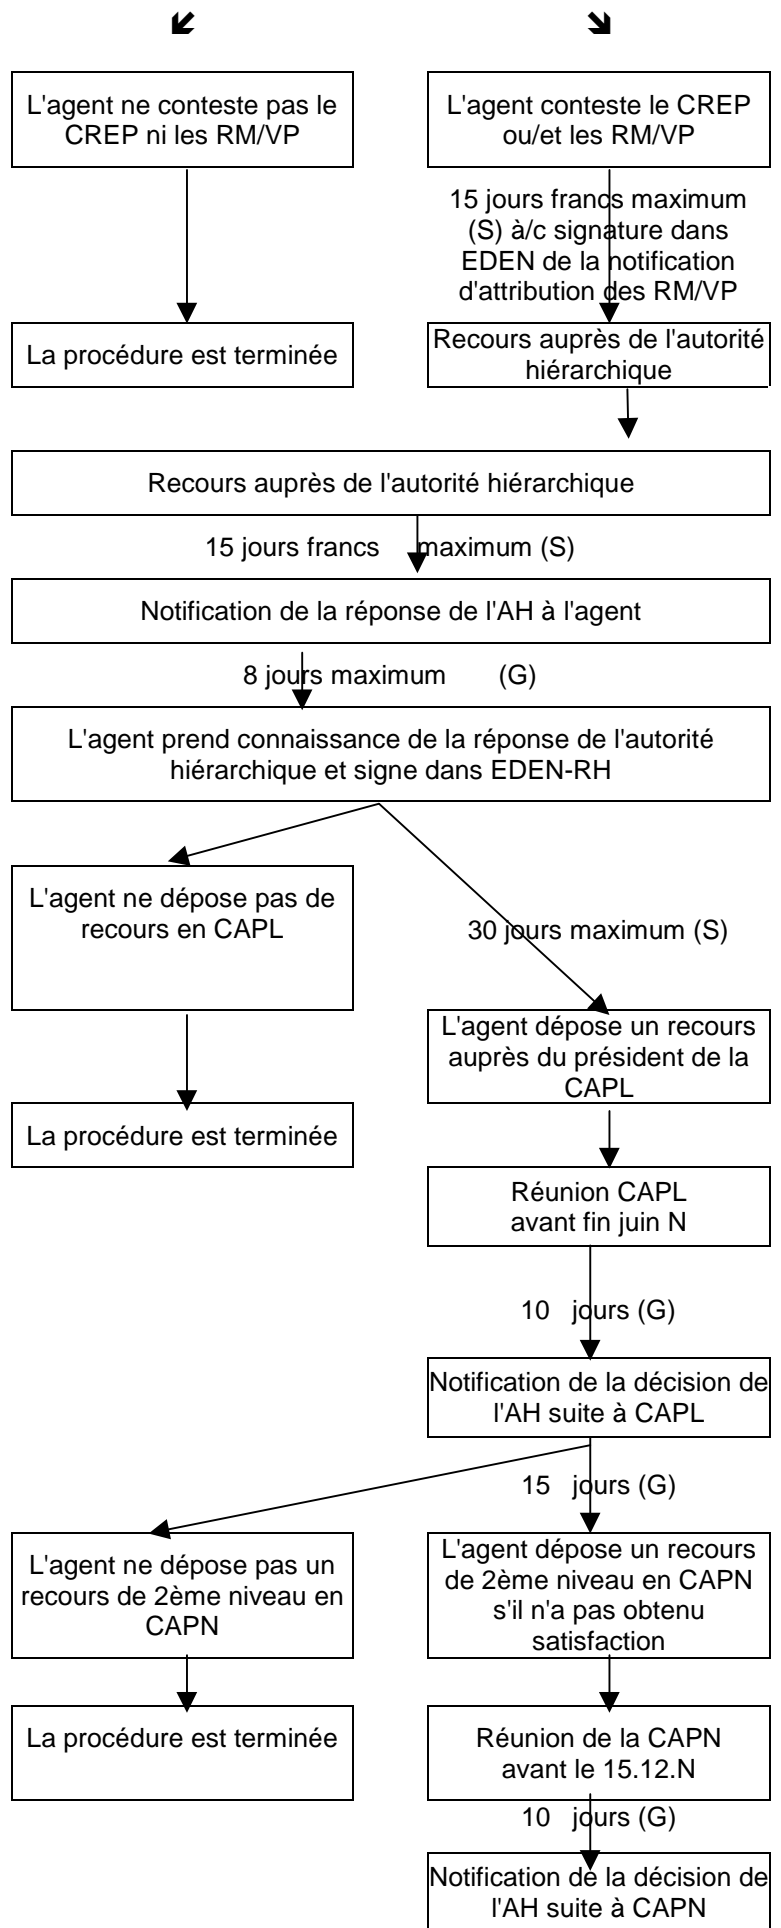 L'agent ne conteste pas le
CREP ni les RM/VP
L'agent conteste le CREP
ou/et les RM/VP
15 jours francs maximum
(S) à/c signature dans
EDEN de la notification
d'attribution des RM/VP
La procédure est terminée
Recours auprès de l'autorité
hiérarchique
Recours auprès de l'autorité hiérarchique
15 jours francs maximum (S)
Notification de la réponse de l'AH à l'agent
8 jours maximum (G)
L'agent prend connaissance de la réponse de l'autorité
hiérarchique et signe dans EDEN-RH
L'agent ne dépose pas de
recours en CAPL
30 jours maximum (S)
L'agent dépose un recours
auprès du président de la
CAPL
La procédure est terminée
Réunion CAPL
avant fin juin N
10 jours (G)
Notification de la décision de
l'AH suite à CAPL
15 jours (G)
L'agent ne dépose pas un
recours de 2ème niveau en
CAPN
L'agent dépose un recours
de 2ème niveau en CAPN
s'il n'a pas obtenu
satisfaction
La procédure est terminée
Réunion de la CAPN
avant le 15.12.N
10 jours (G)
Notification de la décision de
l'AH suite à CAPN